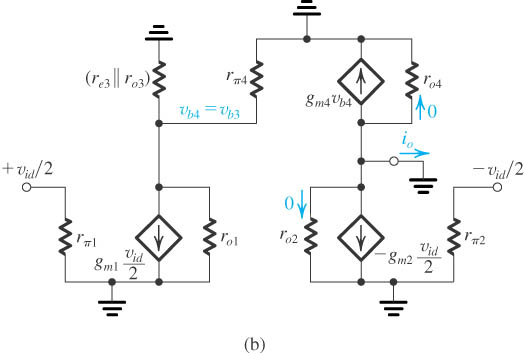 (r_e3 ∥ r_o3)
r_π4
g_m4 v_b4
r_o4
v_b4 = v_b3
0
i_o
+ v_id/2
− v_id/2
0
r_π1
g_m1 v_id/2
r_o1
r_o2
−g_m2 v_id/2
r_π2
(b)